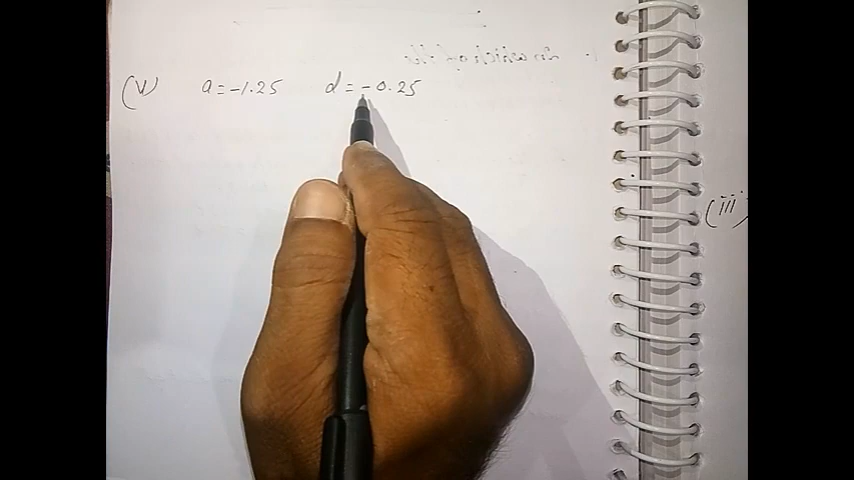 (V) a = -1.25 d = -0.25
(iii)